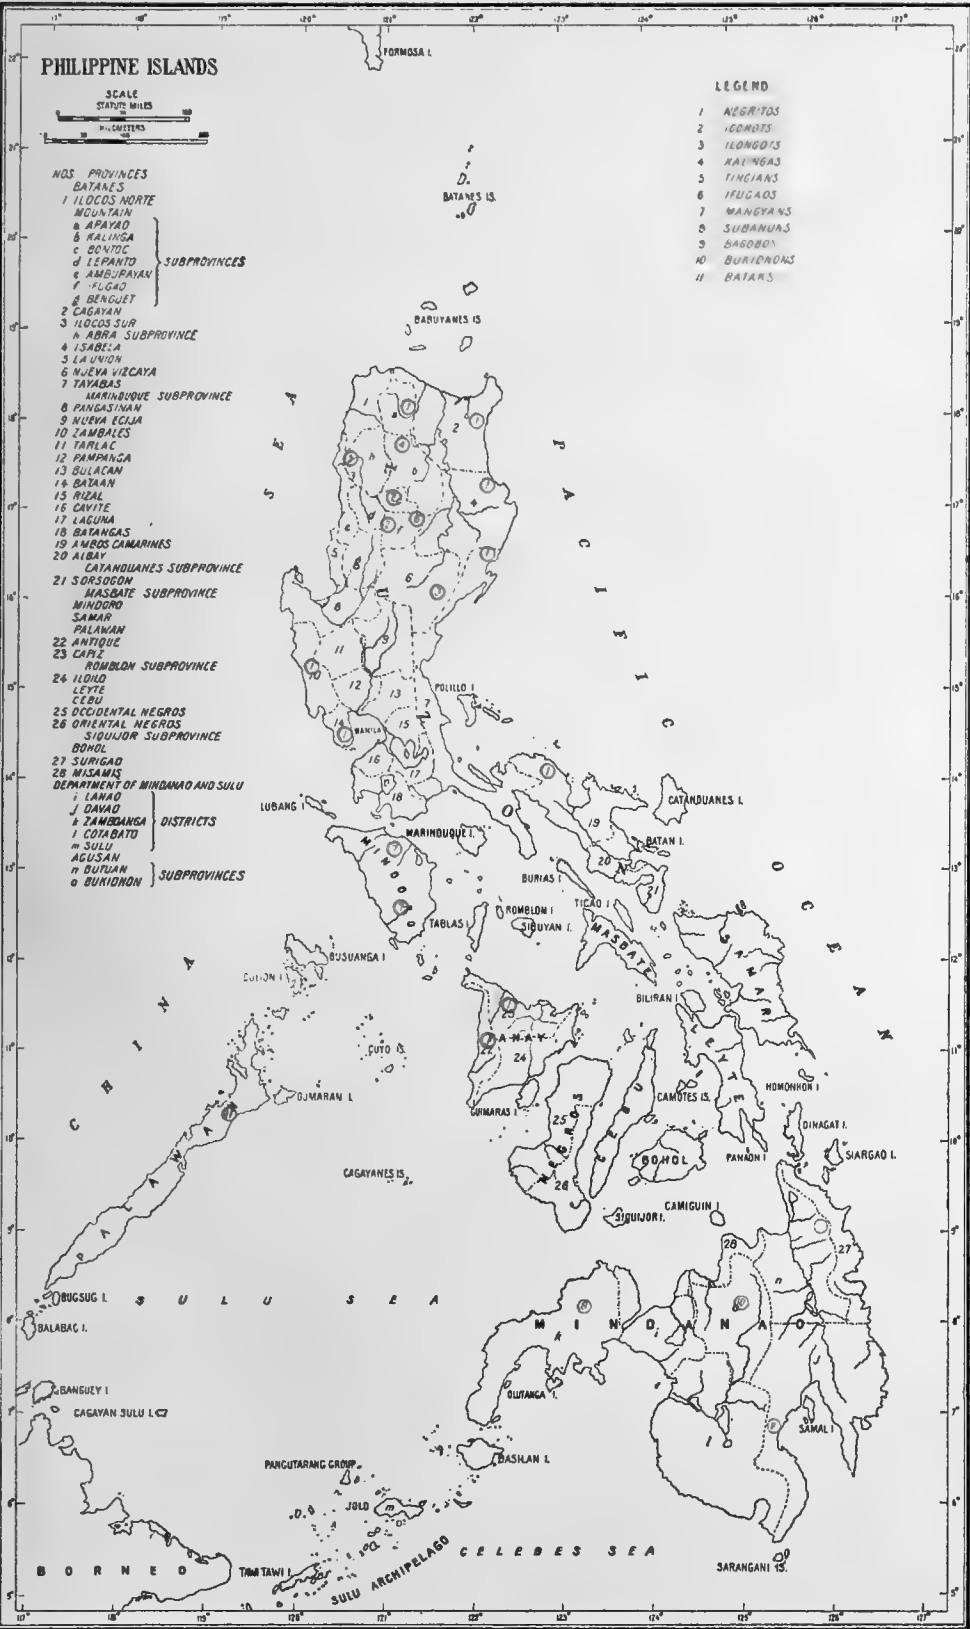 PHILIPPINE ISLANDS
SCALE
STATUTE MILES
KILOMETERS
NOS. PROVINCES
BATANES
1 ILOCOS NORTE
MOUNTAIN
a APAYAO
b KALINGA
c BONTOC
d LEPANTO
e AMBURAYAN
f IFUGAO
g BENGUET
SUBPROVINCES
2 CAGAYAN
3 ILOCOS SUR
h ABRA SUBPROVINCE
4 ISABELA
5 LA UNION
6 NUEVA VIZCAYA
7 TAYABAS
MARINDUQUE SUBPROVINCE
8 PANGASINAN
9 NUEVA ECIJA
10 ZAMBALES
11 TARLAC
12 PAMPANGA
13 BULACAN
14 BATAAN
15 RIZAL
16 CAVITE
17 LAGUNA
18 BATANGAS
19 AMBOS CAMARINES
20 ALBAY
CATANDUANES SUBPROVINCE
21 SORSOGON
MASBATE SUBPROVINCE
MINDORO
SAMAR
PALAWAN
22 ANTIQUE
23 CAPIZ
ROMBLON SUBPROVINCE
24 ILOILO
LEYTE
CEBU
25 OCCIDENTAL NEGROS
26 ORIENTAL NEGROS
SIQUIJOR SUBPROVINCE
BOHOL
27 SURIGAO
28 MISAMIS
DEPARTMENT OF MINDANAO AND SULU
i LANAO
j DAVAO
k ZAMBOANGA
l COTABATO
m SULU
DISTRICTS
AGUSAN
n BUTUAN
o BUKIDNON
SUBPROVINCES
LEGEND
1 NEGRITOS
2 IGOROTS
3 ILONGOTS
4 KALINGAS
5 TINGIANS
6 IFUGAOS
7 MANGYANS
8 SUBANUNS
9 BAGOBOS
10 BUKIDNONS
11 BATAKS
FORMOSA I.
BATANES IS.
BABUYANES IS
CHINA SEA
PACIFIC OCEAN
LUZON
POLILLO I
MANILA
CATANDUANES I.
LUBANG I
MARINDUQUE I.
BATAN I.
MINDORO
BURIAS I
TICAO I
TABLAS I
ROMBLON I
SIBUYAN I.
MASBATE
SAMAR
BUSUANGA I
CULION I
BILIRAN I
PANAY
CUYO IS.
LEYTE
HOMONHON I
DUMARAN I.
GUIMARAS I
CAMOTES IS.
CEBU
NEGROS
DINAGAT I.
PALAWAN
BOHOL
PANAON I
SIARGAO I.
CAGAYANES IS.
CAMIGUIN I
SIQUIJOR I.
BUGSUG I.
SULU SEA
BALABAC I.
MINDANAO
BANGUEY I
OLUTANGA I.
CAGAYAN SULU I.
SAMAL I
PANGUTARANG GROUP
BASILAN I.
JOLO
CELEBES SEA
SARANGANI IS.
BORNEO
TAWI TAWI I.
SULU ARCHIPELAGO